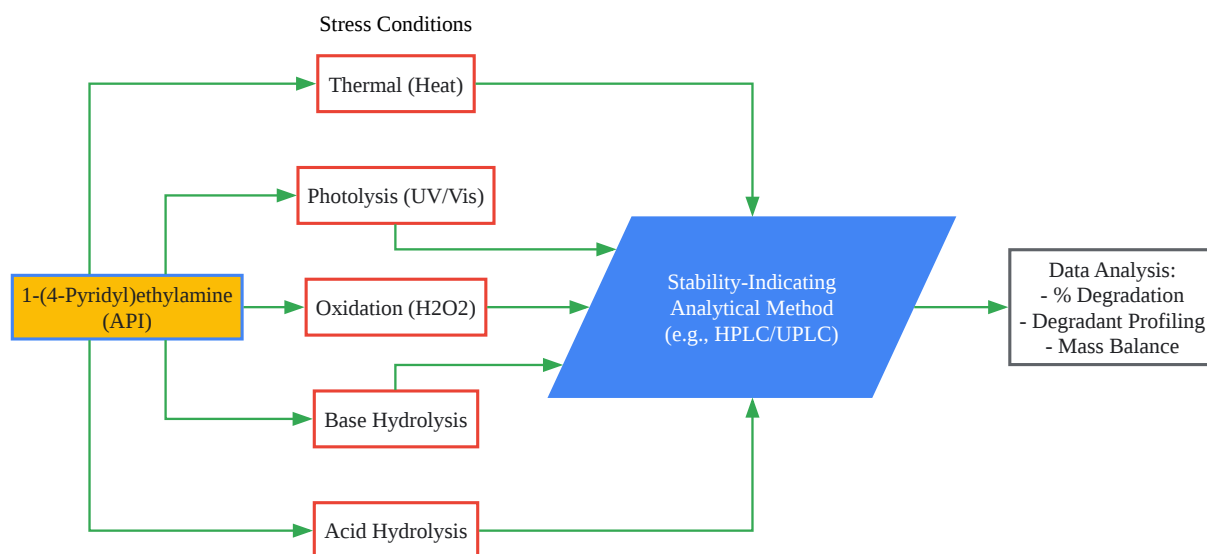 Stress Conditions
Thermal (Heat)
Photolysis (UV/Vis)
1-(4-Pyridyl)ethylamine
(API)
Oxidation (H2O2)
Base Hydrolysis
Acid Hydrolysis
Stability-Indicating
Analytical Method
(e.g., HPLC/UPLC)
Data Analysis:
- % Degradation
- Degradant Profiling
- Mass Balance